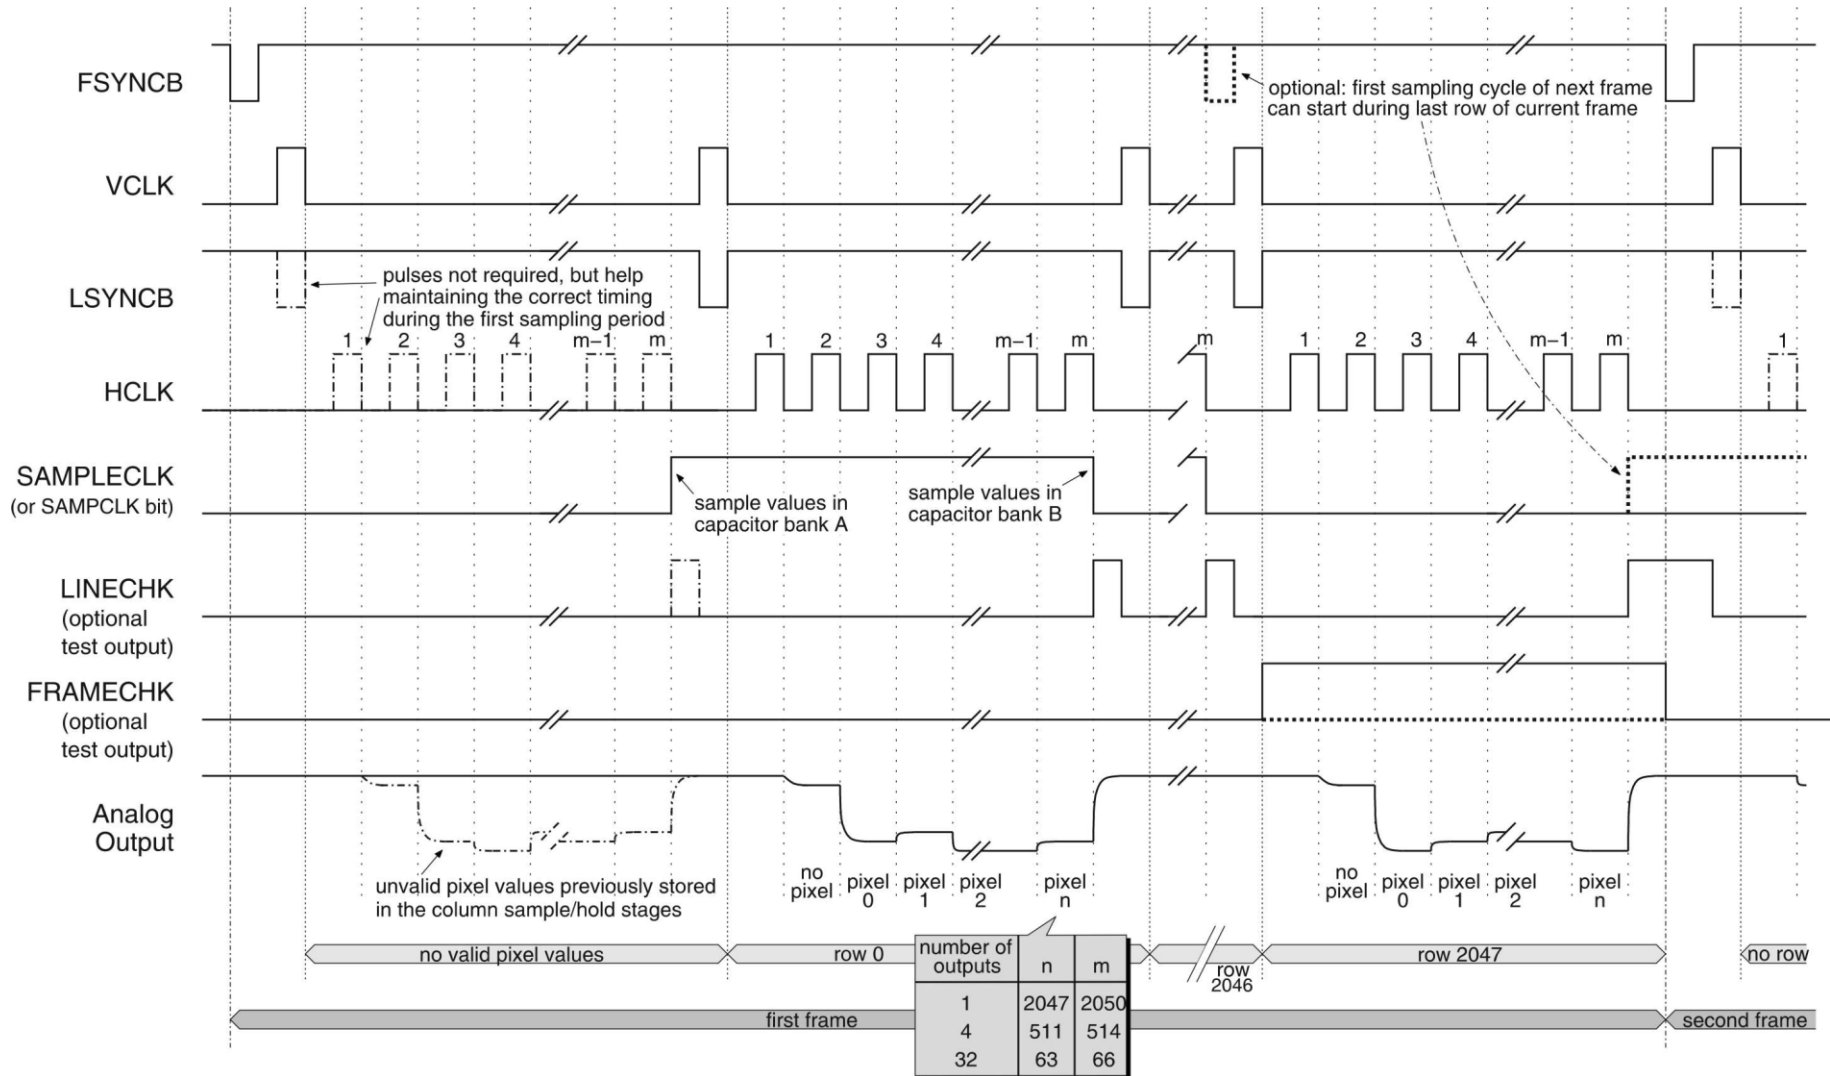 FSYNCB
optional: first sampling cycle of next frame
can start during last row of current frame
VCLK
LSYNCB
pulses not required, but help
maintaining the correct timing
during the first sampling period
HCLK
1 2 3 4 m–1 m 1 2 3 4 m–1 m m 1 2 3 4 m–1 m 1
SAMPLECLK
(or SAMPCLK bit)
sample values in
capacitor bank A
sample values in
capacitor bank B
LINECHK
(optional
test output)
FRAMECHK
(optional
test output)
Analog
Output
unvalid pixel values previously stored
in the column sample/hold stages
no
pixel
pixel
0
pixel
1
pixel
2
pixel
n
no
pixel
pixel
0
pixel
1
pixel
2
pixel
n
no valid pixel values
row 0
row
2046
row 2047
no row
number of
outputs n m
1 2047 2050
4 511 514
32 63 66
first frame
second frame